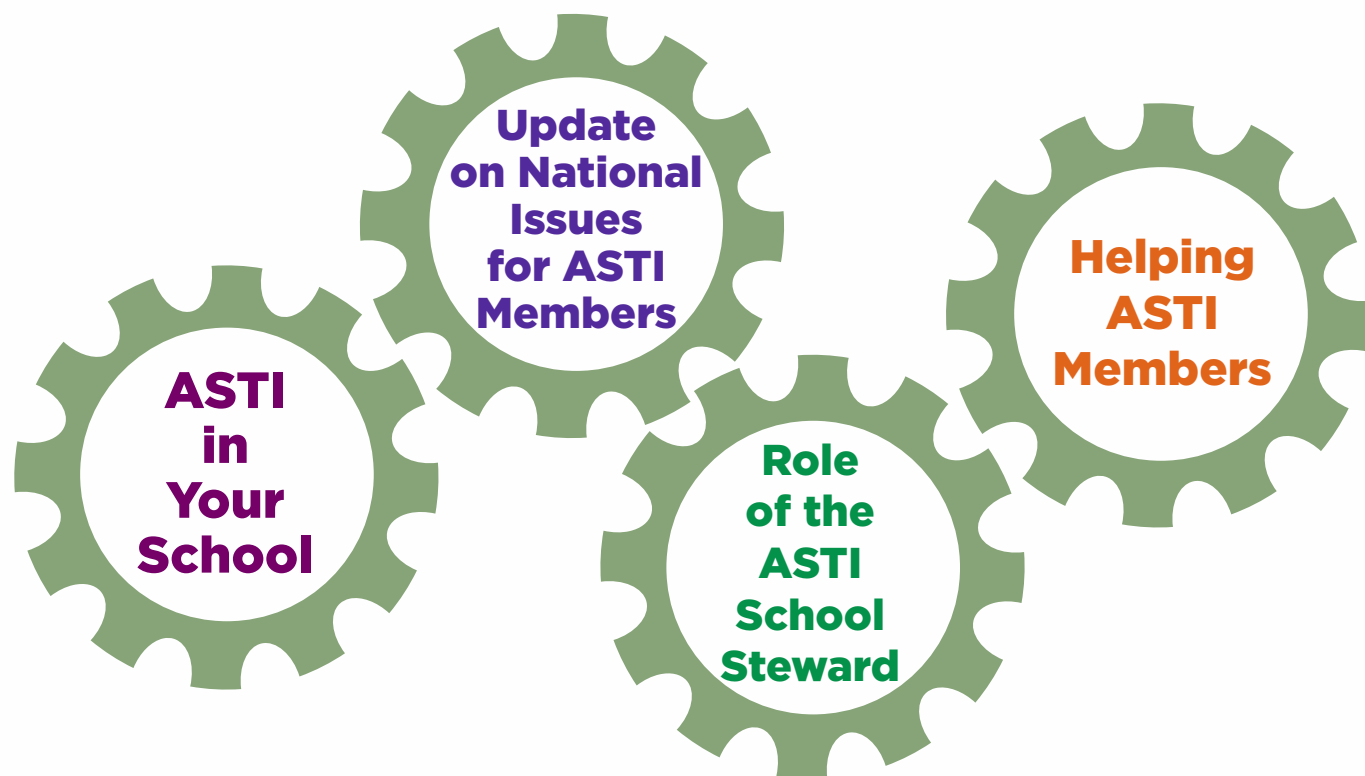 ASTI
in
Your
School
Update
on National
Issues
for ASTI
Members
Role
of the
ASTI
School
Steward
Helping
ASTI
Members